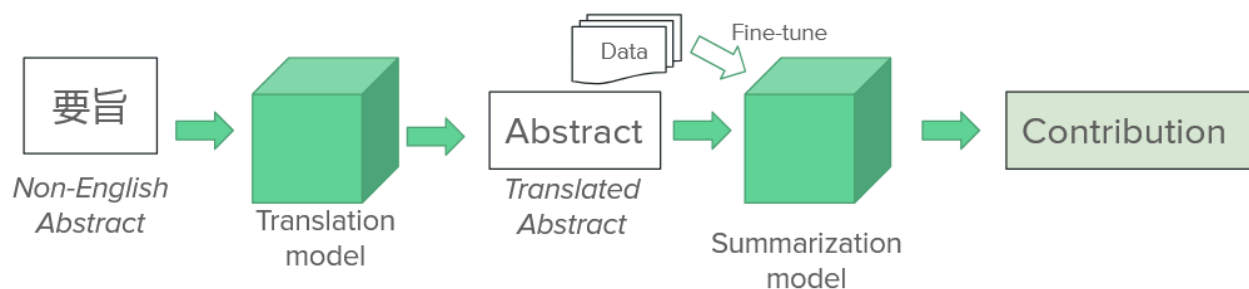 要旨
Non-English
Abstract
Translation
model
Data
Fine-tune
Abstract
Translated
Abstract
Summarization
model
Contribution